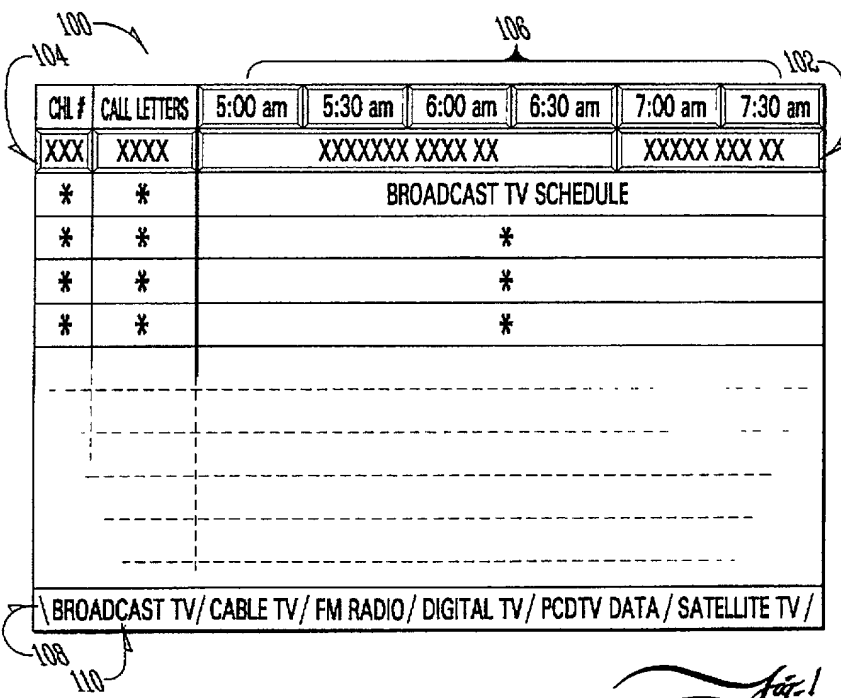 100
104
106
102
CHL # CALL LETTERS 5:00 am 5:30 am 6:00 am 6:30 am 7:00 am 7:30 am
XXX XXXX XXXXXXX XXXX XX XXXXX XXX XX
* * BROADCAST TV SCHEDULE
* * *
* * *
* * *
\ BROADCAST TV / CABLE TV / FM RADIO / DIGITAL TV / PCDTV DATA / SATELLITE TV /
108
110
fig-1